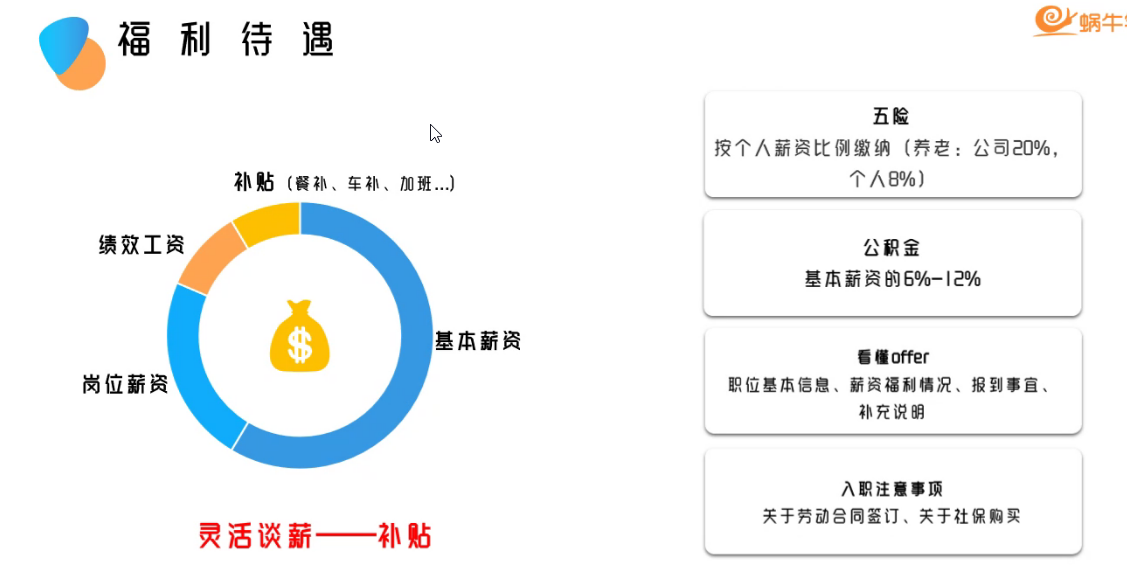 福利待遇
蜗牛
补贴（餐补、车补、加班...）
绩效工资
基本薪资
岗位薪资
灵活谈薪——补贴
五险
按个人薪资比例缴纳（养老：公司20%，
个人8%）
公积金
基本薪资的6%-12%
看懂offer
职位基本信息、薪资福利情况、报到事宜、
补充说明
入职注意事项
关于劳动合同签订、关于社保购买